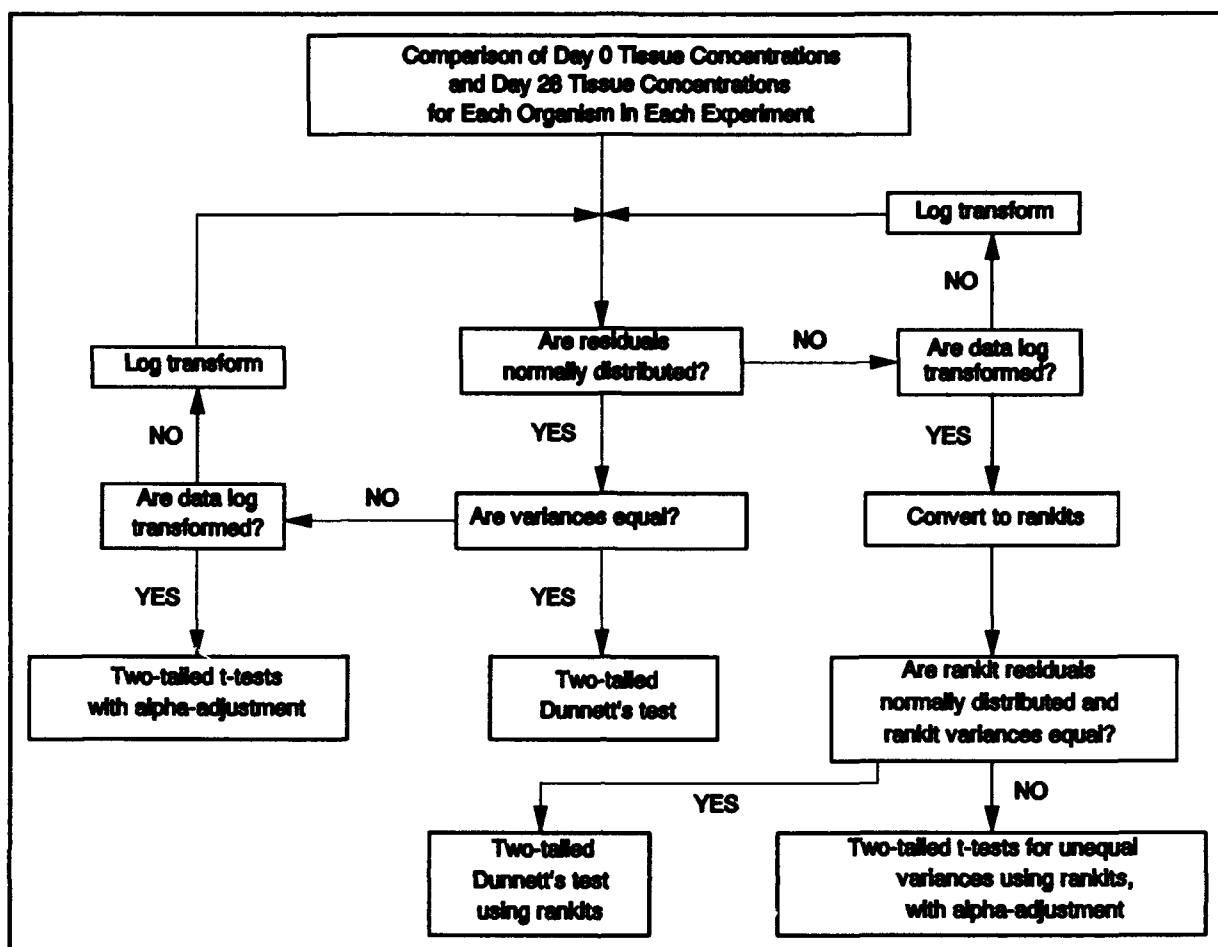 Comparison of Day 0 Tissue Concentrations
and Day 28 Tissue Concentrations
for Each Organism in Each Experiment
Log transform
NO
Are residuals
normally distributed?
NO
Are data log
transformed?
Log transform
NO
YES
YES
Are data log
transformed?
NO
Are variances equal?
Convert to rankits
YES
YES
Two-tailed t-tests
with alpha-adjustment
Two-tailed
Dunnett's test
Are rankit residuals
normally distributed and
rankit variances equal?
YES
NO
Two-tailed
Dunnett's test
using rankits
Two-tailed t-tests for unequal
variances using rankits,
with alpha-adjustment